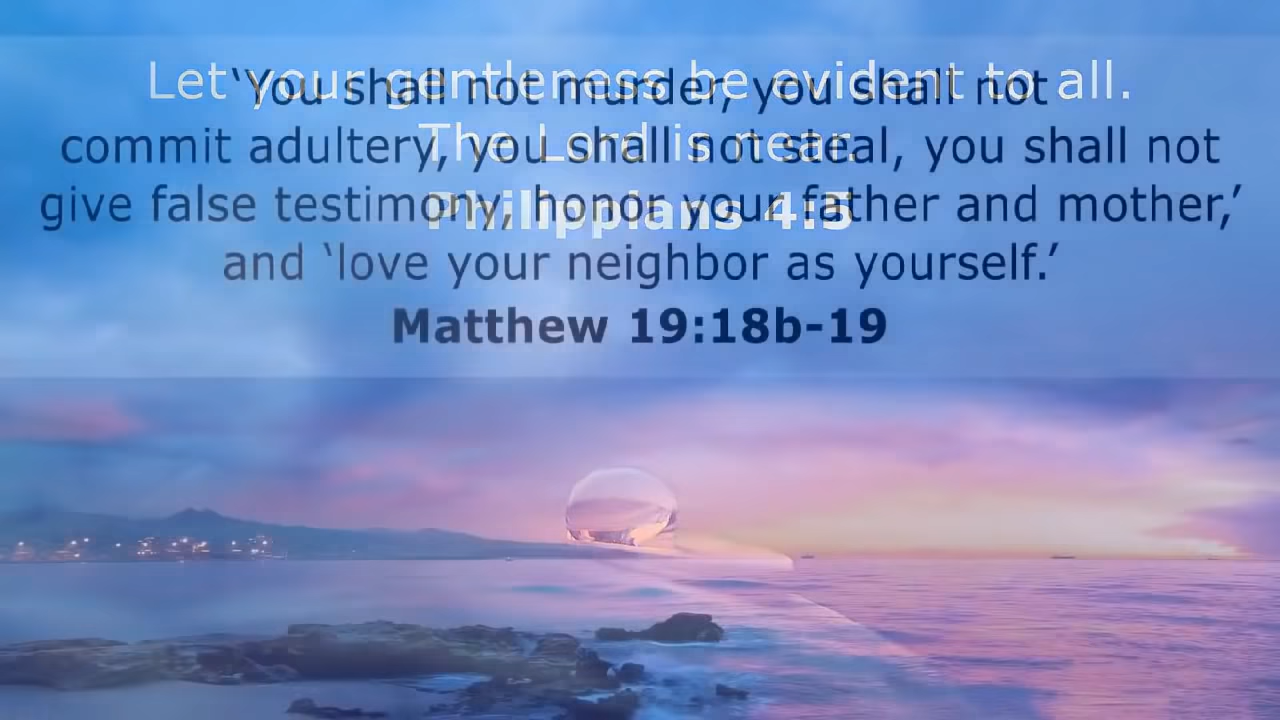 Let your gentleness be evident to all.
The Lord is near.
Philippians 4:5
‘You shall not murder, you shall not
commit adultery, you shall not steal, you shall not
give false testimony, honor your father and mother,’
and ‘love your neighbor as yourself.’
Matthew 19:18b-19